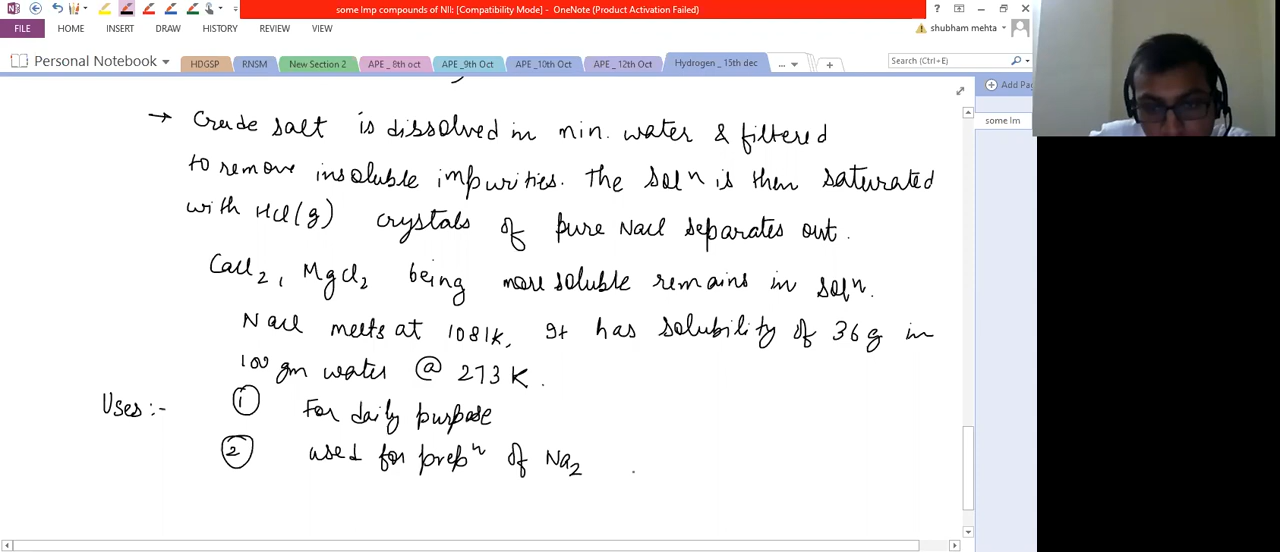 some Imp compounds of NII: [Compatibility Mode] - OneNote (Product Activation Failed)
FILE HOME INSERT DRAW HISTORY REVIEW VIEW
shubham mehta
Personal Notebook HDGSP RNSM New Section 2 APE _ 8th oct APE _9th Oct APE _10th Oct APE _ 12th Oct Hydrogen _ 15th dec ... + Search (Ctrl+E)
Add Pag
some Im
→ Crude salt is dissolved in min. water & filtered
to remove insoluble impurities. The solⁿ is then saturated
with HCl(g) crystals of pure NaCl separates out.
CaCl₂, MgCl₂ being more soluble remains in solⁿ.
NaCl melts at 1081K, It has solubility of 36 g in
100 gm water @ 273 K.
Uses :- ① For daily purpose
② used for prepⁿ of Na₂